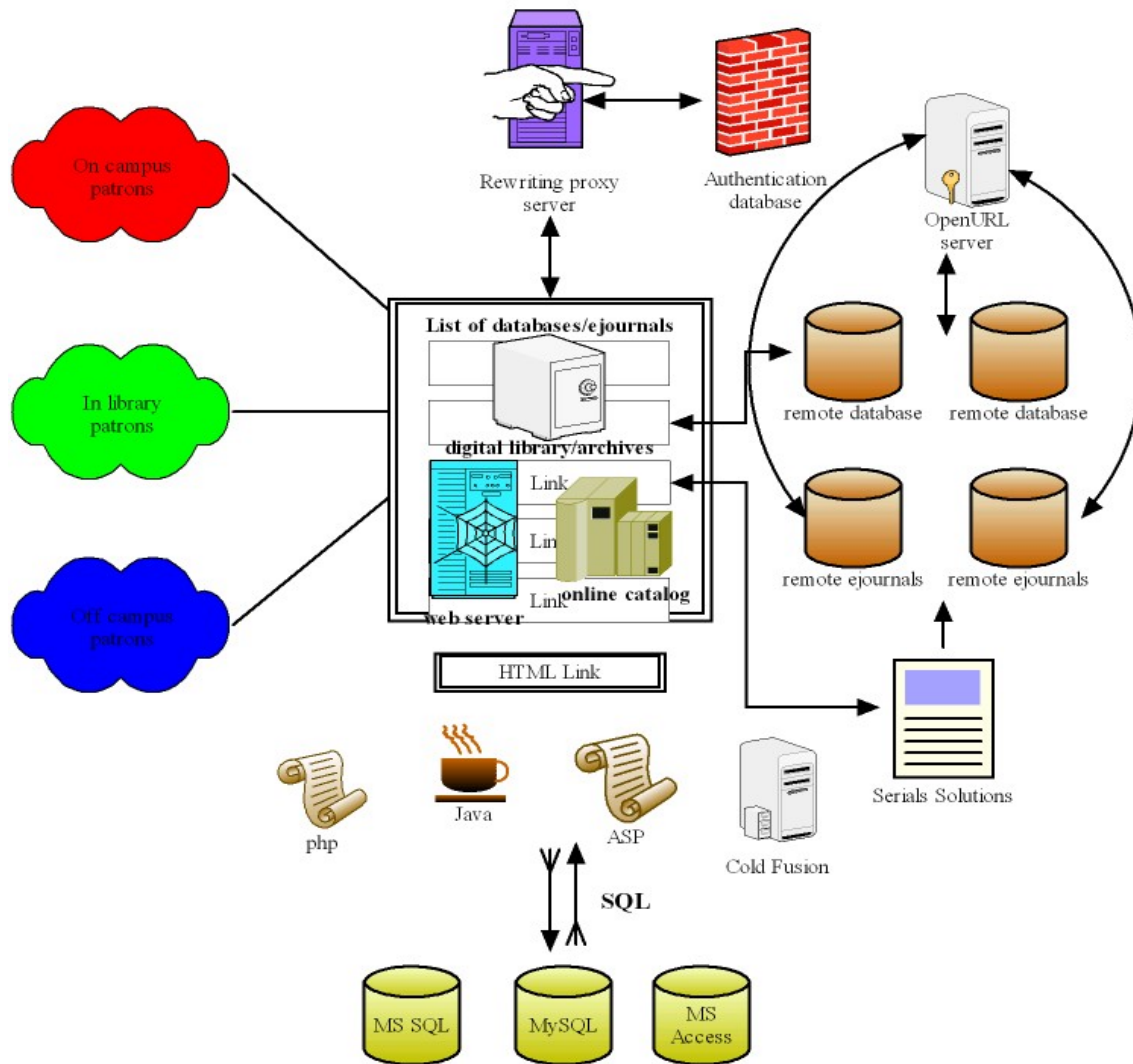 On campus
patrons
In library
patrons
Off campus
patrons
Rewriting proxy
server
Authentication
database
OpenURL
server
List of databases/ejournals
digital library/archives
Link
Lin
Link
online catalog
web server
remote database
remote database
remote ejournals
remote ejournals
HTML Link
php
Java
ASP
Cold Fusion
Serials Solutions
SQL
MS SQL
MySQL
MS
Access